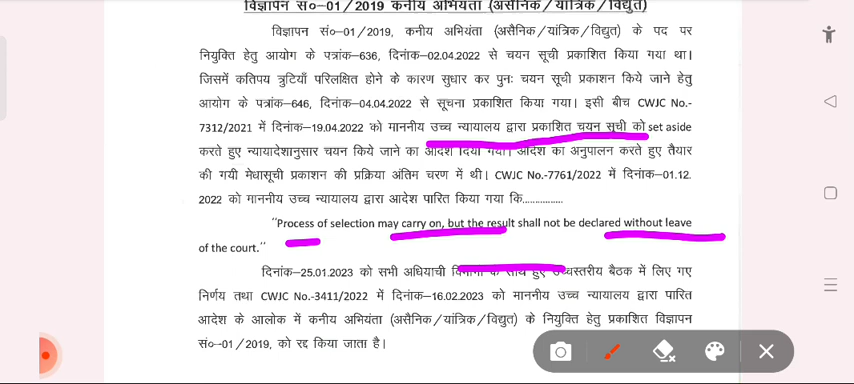 विज्ञापन सं०–01/2019 कनीय अभियंता (असैनिक/यांत्रिक/विद्युत)
विज्ञापन सं०–01/2019, कनीय अभियंता (असैनिक/यांत्रिक/विद्युत) के पद पर
नियुक्ति हेतु आयोग के पत्रांक–636, दिनांक–02.04.2022 से चयन सूची प्रकाशित किया गया था।
जिसमें कतिपय त्रुटियाँ परिलक्षित होने के कारण सुधार कर पुनः चयन सूची प्रकाशन किये जाने हेतु
आयोग के पत्रांक–646, दिनांक–04.04.2022 से सूचना प्रकाशित किया गया। इसी बीच CWJC No.-
7312/2021 में दिनांक–19.04.2022 को माननीय उच्च न्यायालय द्वारा प्रकाशित चयन सूची को set aside
करते हुए न्यायादेशानुसार चयन किये जाने का आदेश दिया गया। आदेश का अनुपालन करते हुए तैयार
की गयी मेधासूची प्रकाशन की प्रक्रिया अंतिम चरण में थी। CWJC No.-7761/2022 में दिनांक–01.12.
2022 को माननीय उच्च न्यायालय द्वारा आदेश पारित किया गया कि...............
"Process of selection may carry on, but the result shall not be declared without leave
of the court."
दिनांक–25.01.2023 को सभी अधियाची विभागों के साथ हुए उच्चस्तरीय बैठक में लिए गए
निर्णय तथा CWJC No.-3411/2022 में दिनांक–16.02.2023 को माननीय उच्च न्यायालय द्वारा पारित
आदेश के आलोक में कनीय अभियंता (असैनिक/यांत्रिक/विद्युत) के नियुक्ति हेतु प्रकाशित विज्ञापन
सं०–01/2019, को रद्द किया जाता है।